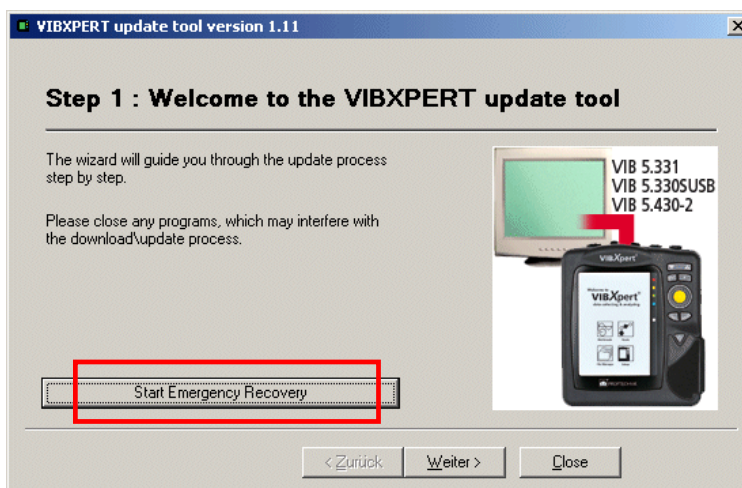 VIBXPERT update tool version 1.11
Step 1 : Welcome to the VIBXPERT update tool
The wizard will guide you through the update process
step by step.
Please close any programs, which may interfere with
the download\update process.
VIB 5.331
VIB 5.330SUSB
VIB 5.430-2
VIBXpert
VIBXpert
Start Emergency Recovery
< Zurück
Weiter >
Close